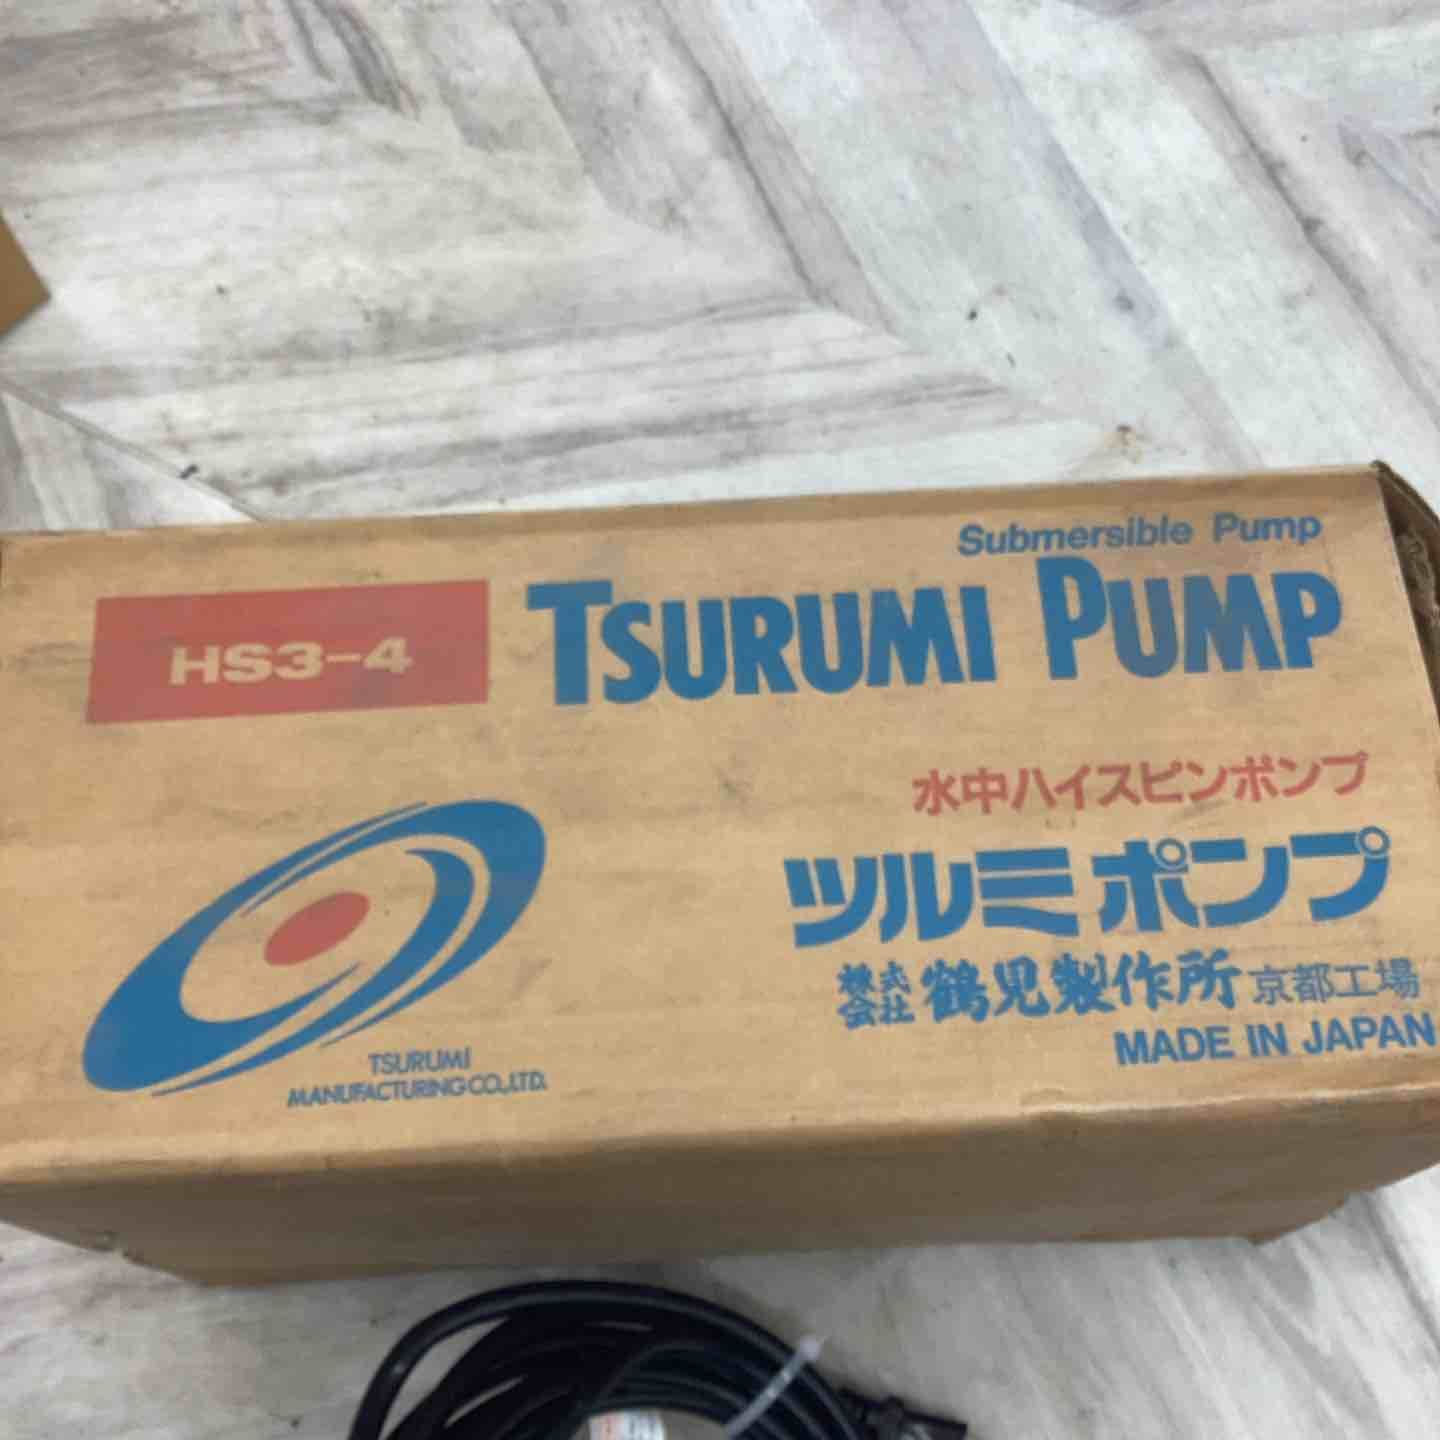 Submersible Pump
HS3-4
TSURUMI PUMP
水中ハイスピンポンプ
ツルミポンプ
株式会社 鶴見製作所 京都工場
MADE IN JAPAN
TSURUMI
MANUFACTURING CO.,LTD.